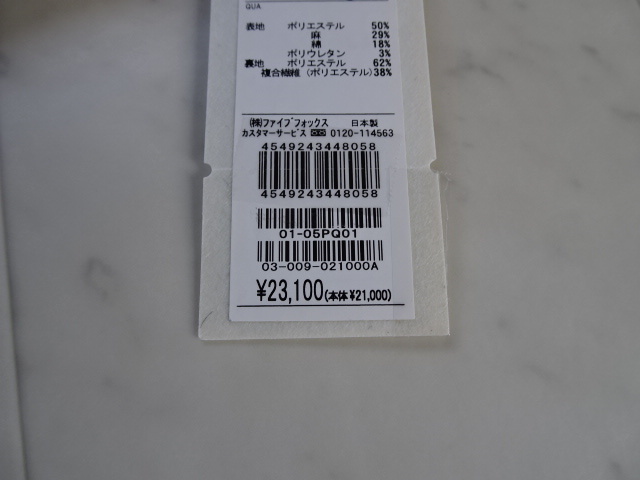 QUA
表地 ポリエステル 50%
麻 29%
綿 18%
ポリウレタン 3%
裏地 ポリエステル 62%
複合繊維(ポリエステル)38%
(株)ファイブフォックス 日本製
カスタマーサービス 0120-114563
4549243448058
4549243448058
01-05PQ01
03-009-021000A
¥23,100(本体¥21,000)